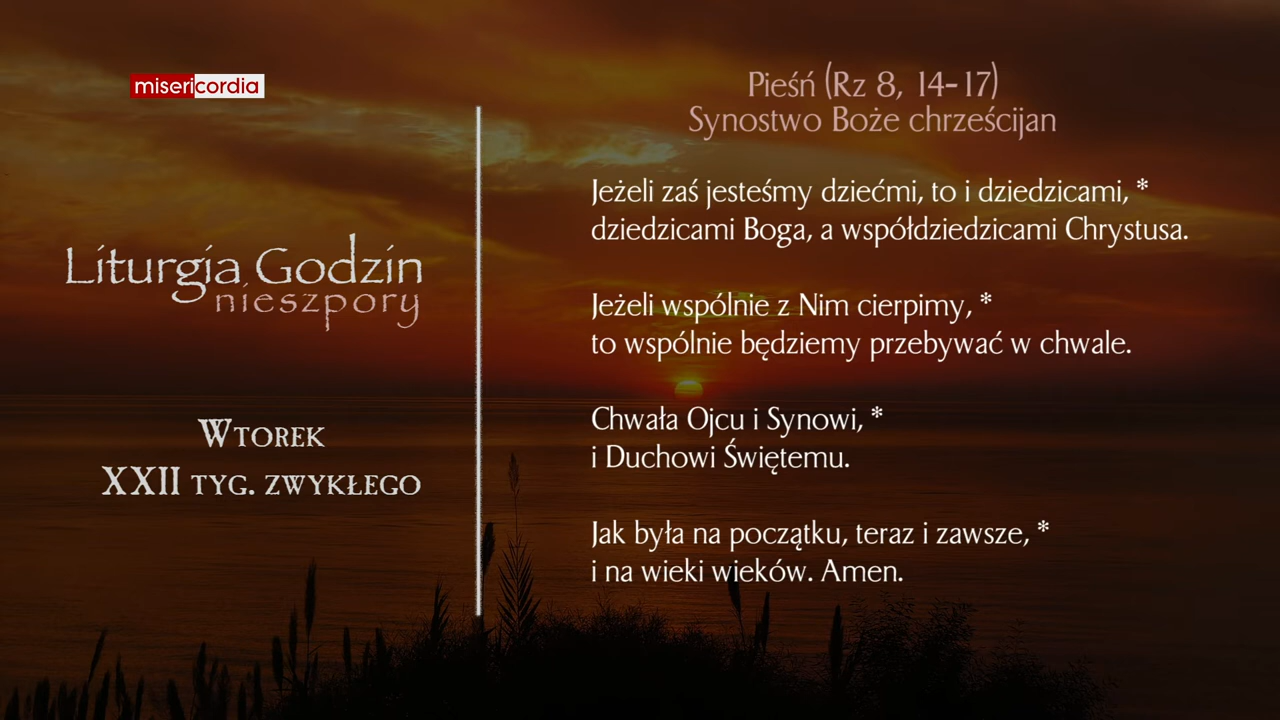 misericordia
Liturgia Godzin
nieszpory
Wtorek
XXII tyg. zwykłego
Pieśń (Rz 8, 14-17)
Synostwo Boże chrześcijan
Jeżeli zaś jesteśmy dziećmi, to i dziedzicami, *
dziedzicami Boga, a współdziedzicami Chrystusa.
Jeżeli wspólnie z Nim cierpimy, *
to wspólnie będziemy przebywać w chwale.
Chwała Ojcu i Synowi, *
i Duchowi Świętemu.
Jak była na początku, teraz i zawsze, *
i na wieki wieków. Amen.